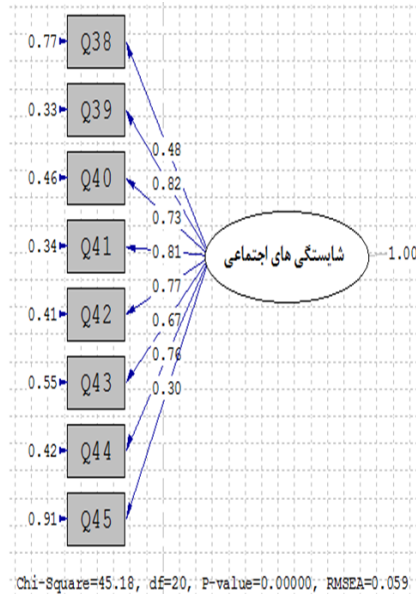 0.77 Q38
0.33 Q39
0.48
0.46 Q40
0.82
0.73
0.34 Q41
0.81
شایستگی های اجتماعی
1.00
0.41 Q42
0.77
0.67
0.55 Q43
0.76
0.30
0.42 Q44
0.91 Q45
Chi-Square=45.18, df=20, P-value=0.00000, RMSEA=0.059